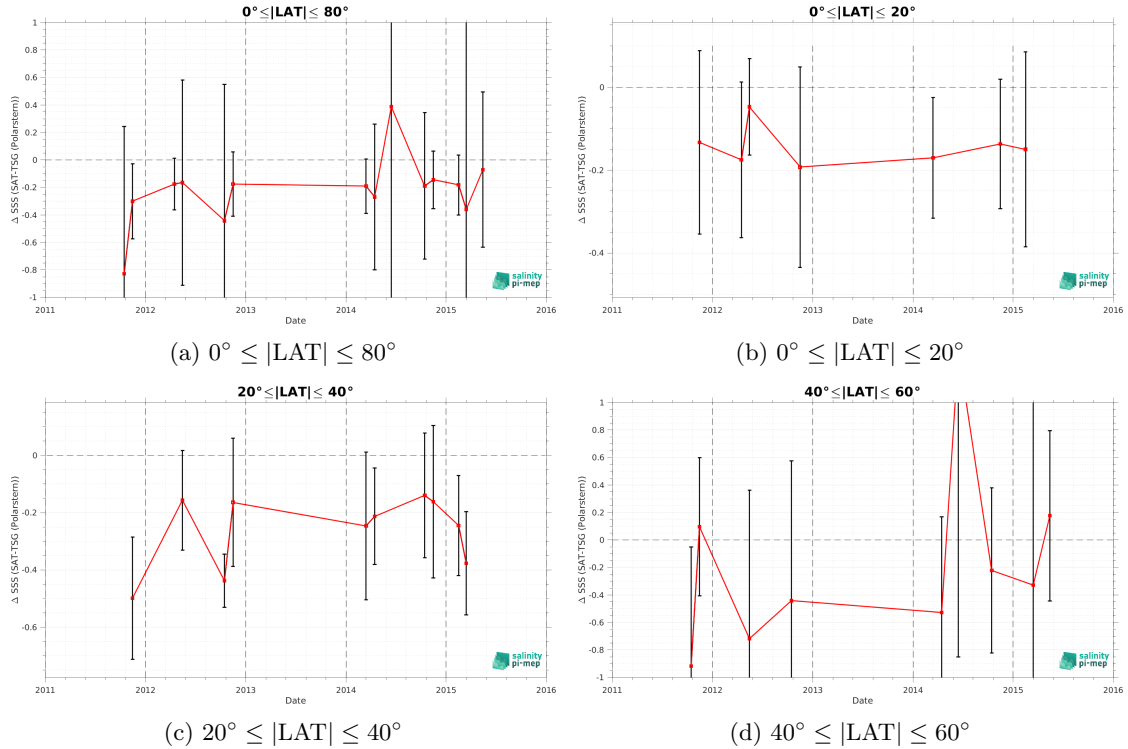 0°≤|LAT|≤ 80°
1
0.8
0.6
0.4
0.2
0
-0.2
-0.4
-0.6
-0.8
-1
Δ SSS (SAT-TSG (Polarstern))
2011 2012 2013 2014 2015 2016
Date
salinity
pi-mep
(a) 0° ≤ |LAT| ≤ 80°
0°≤|LAT|≤ 20°
0
-0.2
-0.4
Δ SSS (SAT-TSG (Polarstern))
2011 2012 2013 2014 2015 2016
Date
salinity
pi-mep
(b) 0° ≤ |LAT| ≤ 20°
20°≤|LAT|≤ 40°
0
-0.2
-0.4
-0.6
Δ SSS (SAT-TSG (Polarstern))
2011 2012 2013 2014 2015 2016
Date
salinity
pi-mep
(c) 20° ≤ |LAT| ≤ 40°
40°≤|LAT|≤ 60°
1
0.8
0.6
0.4
0.2
0
-0.2
-0.4
-0.6
-0.8
-1
Δ SSS (SAT-TSG (Polarstern))
2011 2012 2013 2014 2015 2016
Date
salinity
pi-mep
(d) 40° ≤ |LAT| ≤ 60°